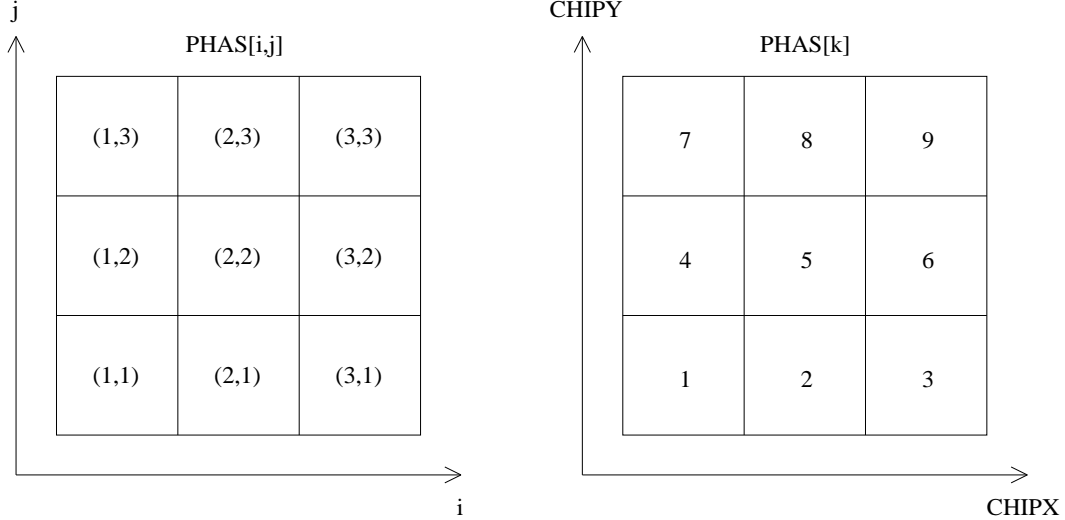 j
PHAS[i,j]
(1,3) (2,3) (3,3)
(1,2) (2,2) (3,2)
(1,1) (2,1) (3,1)
i
CHIPY
PHAS[k]
7 8 9
4 5 6
1 2 3
CHIPX